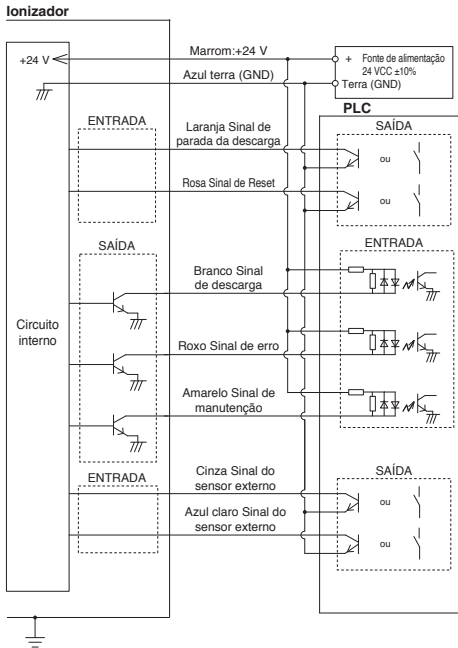 Ionizador
+24 V
Marrom:+24 V
Azul terra (GND)
+ Fonte de alimentação
24 VCC ±10%
Terra (GND)
PLC
ENTRADA
Laranja Sinal de
parada da descarga
SAÍDA
ou
Rosa Sinal de Reset
ou
SAÍDA
ENTRADA
Branco Sinal
de descarga
Circuito
interno
Roxo Sinal de erro
Amarelo Sinal de
manutenção
ENTRADA
Cinza Sinal do
sensor externo
SAÍDA
ou
Azul claro Sinal do
sensor externo
ou